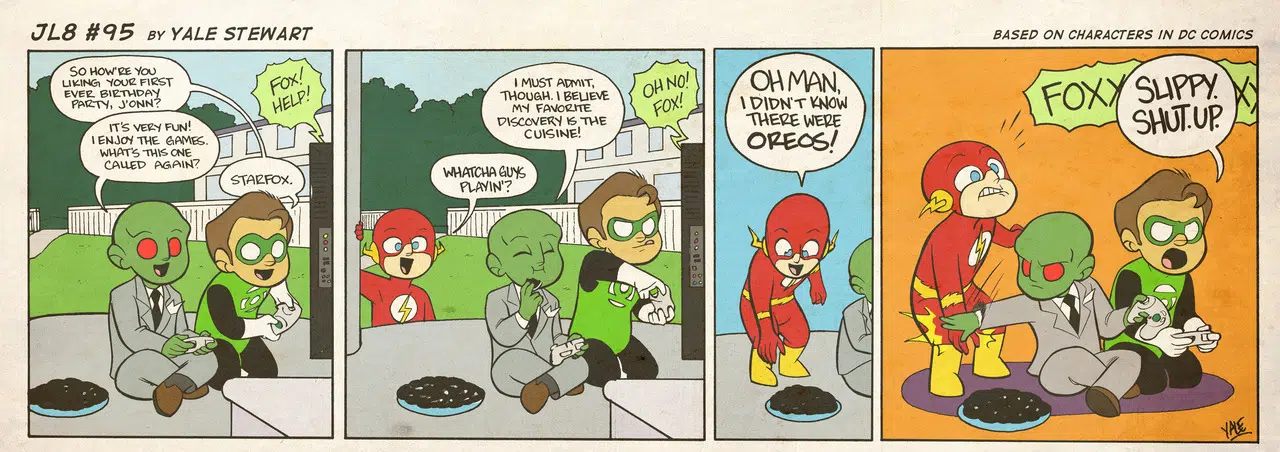 JL8 #95 BY YALE STEWART
BASED ON CHARACTERS IN DC COMICS
SO HOW'RE YOU
LIKING YOUR FIRST
EVER BIRTHDAY
PARTY, J'ONN?
FOX!
HELP!
IT'S VERY FUN!
I ENJOY THE GAMES.
WHAT'S THIS ONE
CALLED AGAIN?
STARFOX.
I MUST ADMIT,
THOUGH. I BELIEVE
MY FAVORITE
DISCOVERY IS THE
CUISINE!
OH NO!
FOX!
WHATCHA GUYS
PLAYIN'?
OH MAN,
I DIDN'T KNOW
THERE WERE
OREOS!
FOXY
XY
SLIPPY.
SHUT. UP.
YALE